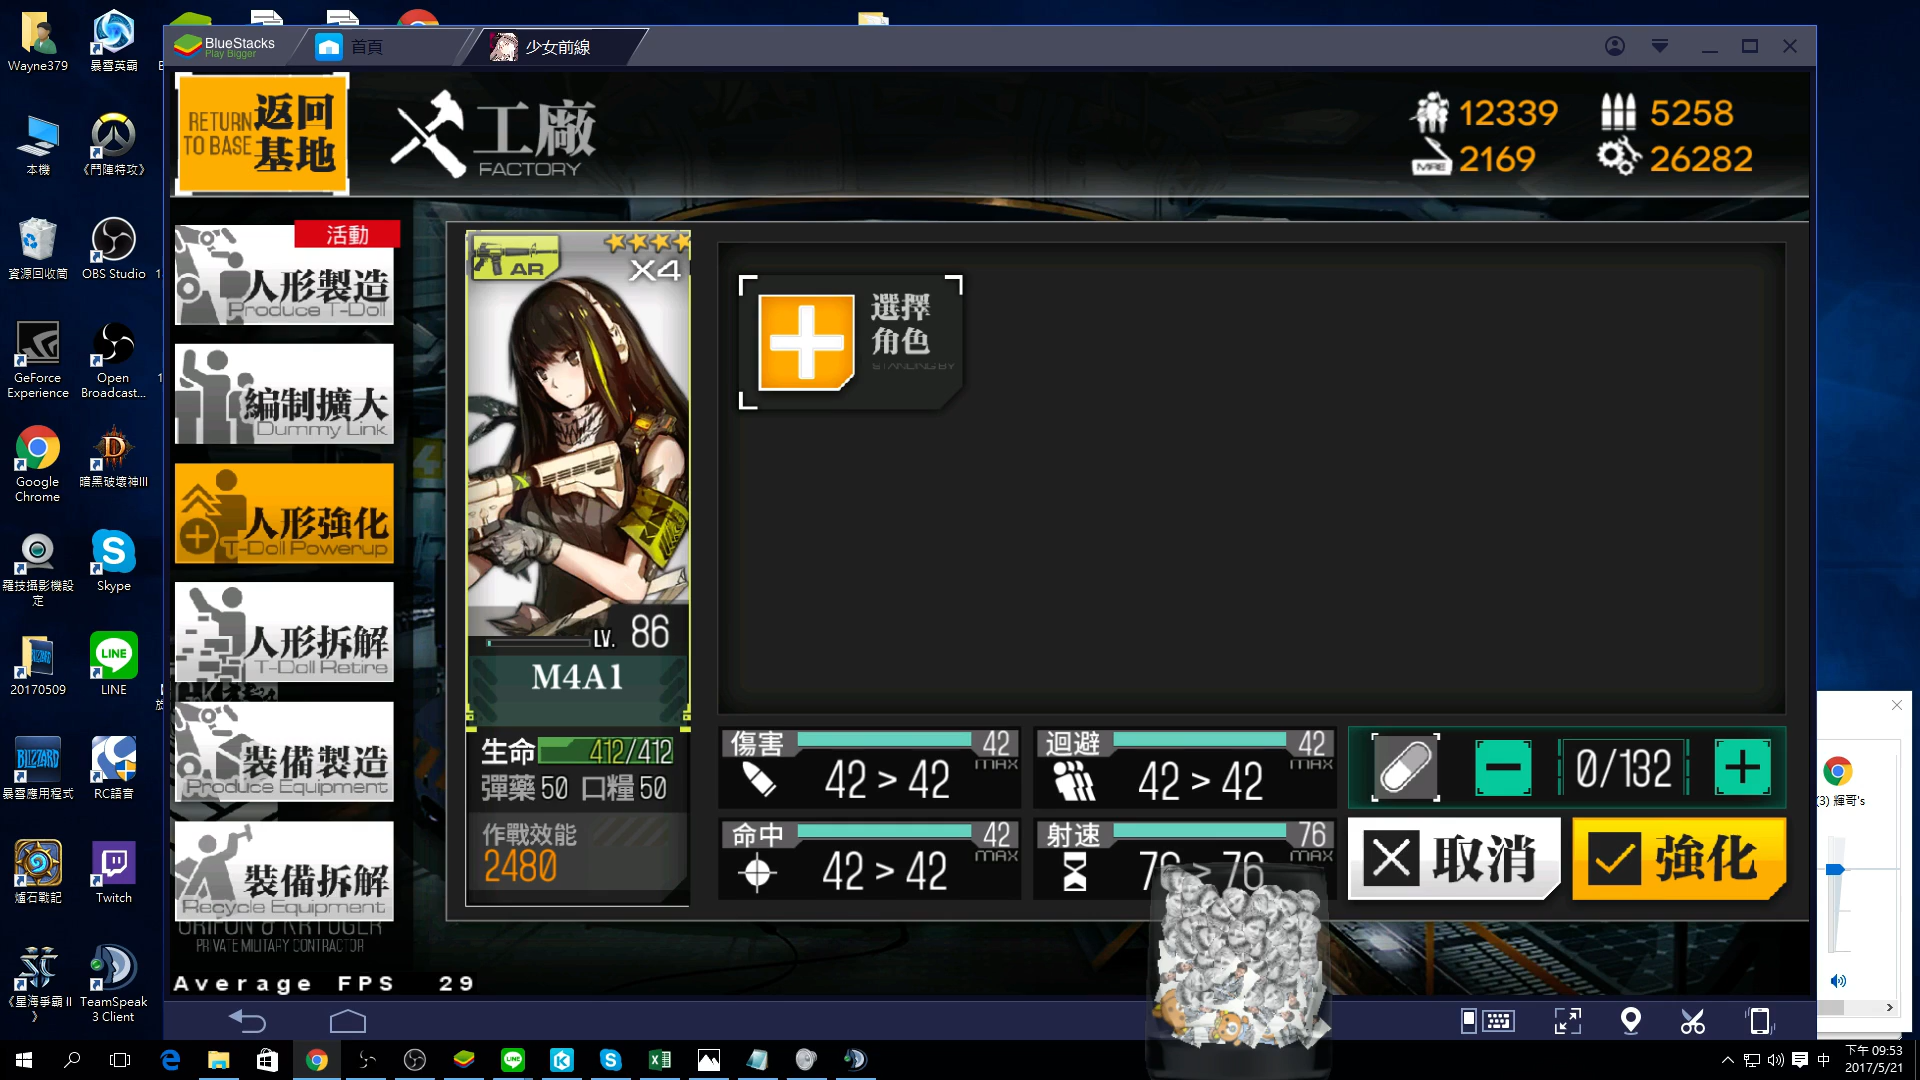 BlueStacks
Play Bigger
首頁
少女前線
Wayne379
暴雪英霸
本機
《鬥陣特攻》
資源回收筒
OBS Studio
GeForce Experience
Open Broadcast...
Google Chrome
暗黑破壞神III
羅技攝影機設定
Skype
20170509
LINE
暴雪應用程式
RC語音
爐石戰記
Twitch
《星海爭霸 II》
TeamSpeak 3 Client
RETURN TO BASE
返回基地
工廠
FACTORY
12339
5258
2169
26282
活動
人形製造
Produce T-Doll
編制擴大
Dummy Link
人形強化
T-Doll Powerup
人形拆解
T-Doll Retire
裝備製造
Produce Equipment
裝備拆解
Recycle Equipment
GRIFON & KRYUGER
PRIVATE MILITARY CONTRACTOR
Average FPS 29
AR
X4
LV. 86
M4A1
生命 412/412
彈藥 50 口糧 50
作戰效能
2480
選擇
角色
STANDING BY
傷害 42 MAX
42 > 42
迴避 42 MAX
42 > 42
命中 42 MAX
42 > 42
射速 76 MAX
76 > 76
0/132
取消
強化
(3) 輝哥's
中
下午 09:53
2017/5/21